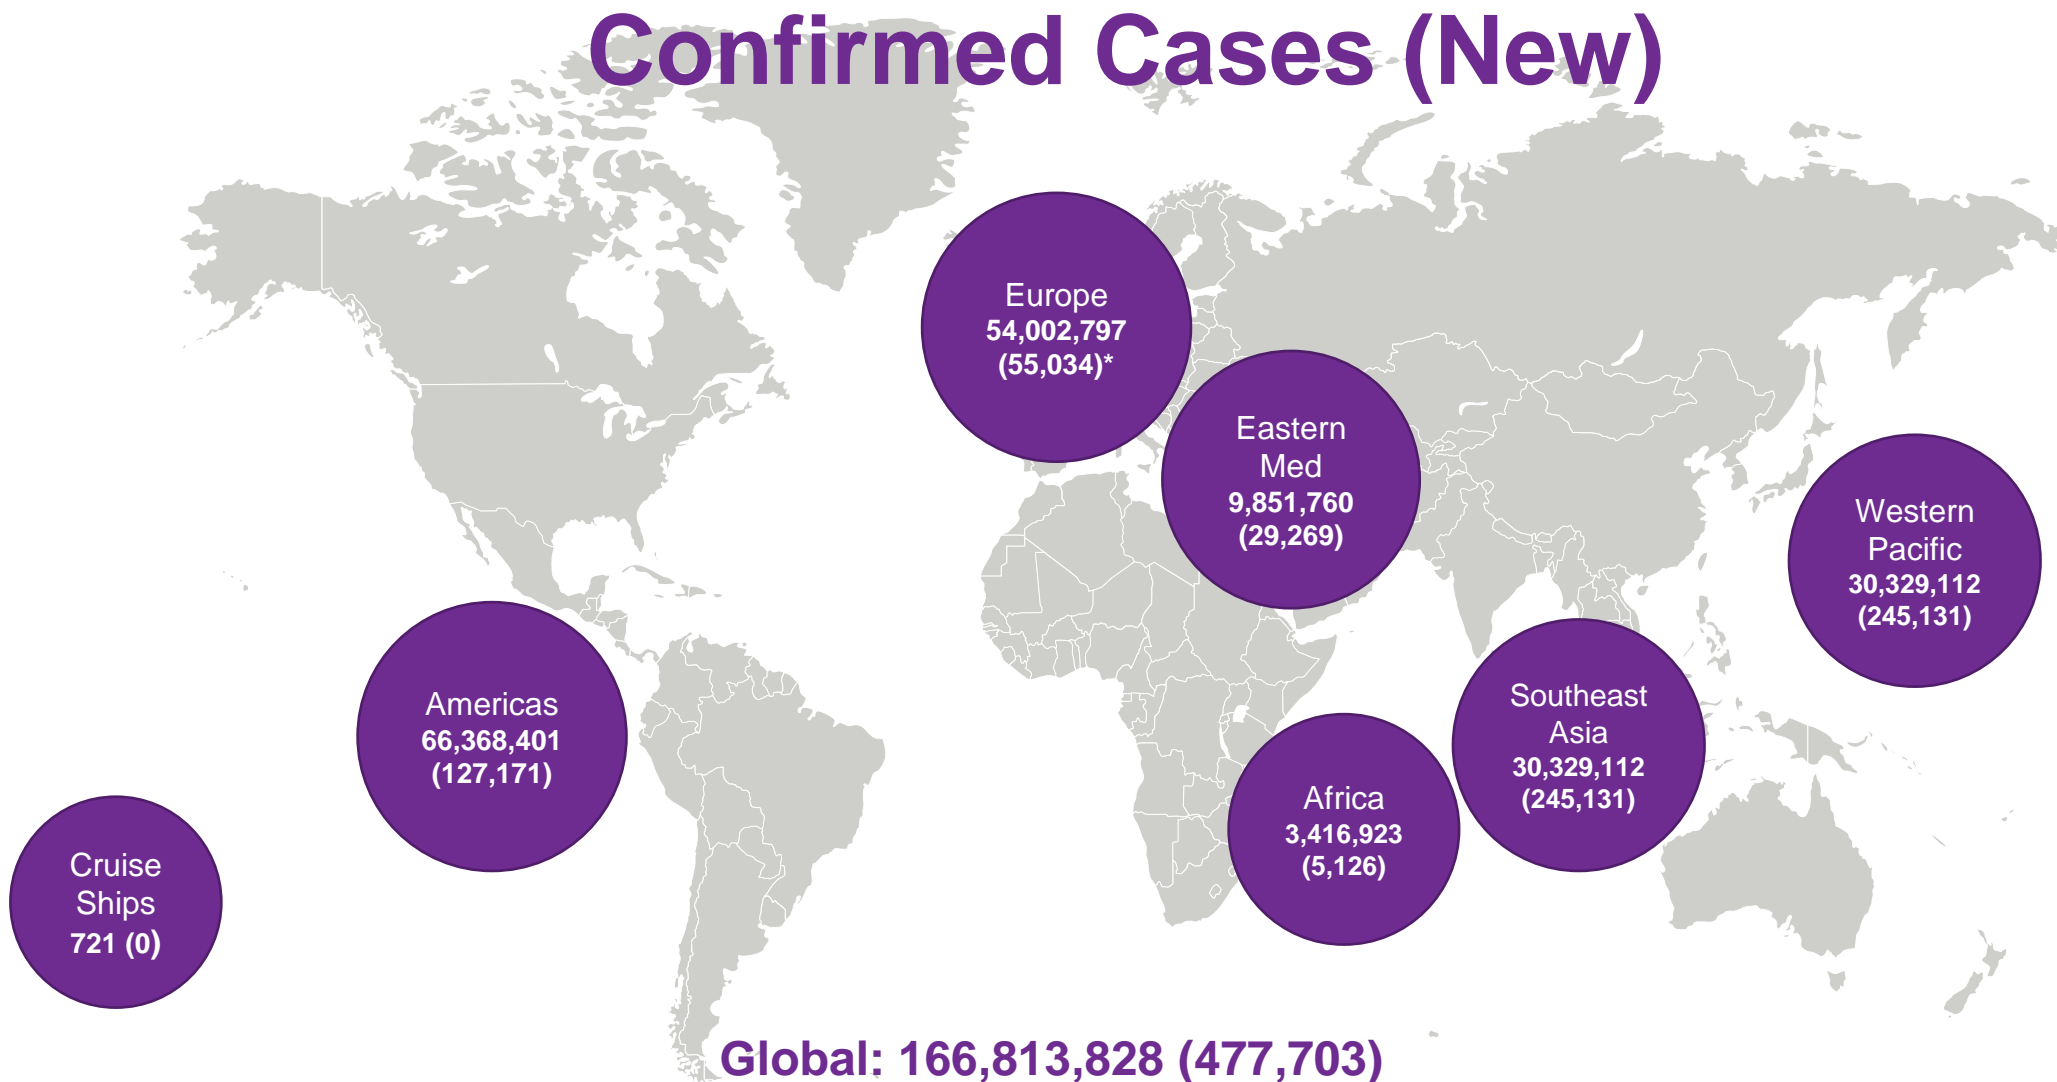 Confirmed Cases (New)
Europe
54,002,797
(55,034)*
Eastern
Med
9,851,760
(29,269)
Western
Pacific
30,329,112
(245,131)
Americas
66,368,401
(127,171)
Southeast
Asia
30,329,112
(245,131)
Africa
3,416,923
(5,126)
Cruise
Ships
721 (0)
Global: 166,813,828 (477,703)